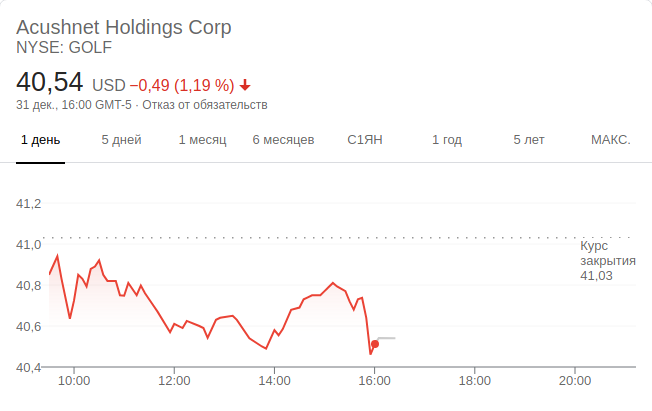 Acushnet Holdings Corp
NYSE: GOLF
40,54 USD −0,49 (1,19 %)
31 дек., 16:00 GMT-5 · Отказ от обязательств
1 день 5 дней 1 месяц 6 месяцев С1ЯН 1 год 5 лет МАКС.
41,2
41,0
Курс
закрытия
41,03
40,8
40,6
40,4
10:00 12:00 14:00 16:00 18:00 20:00